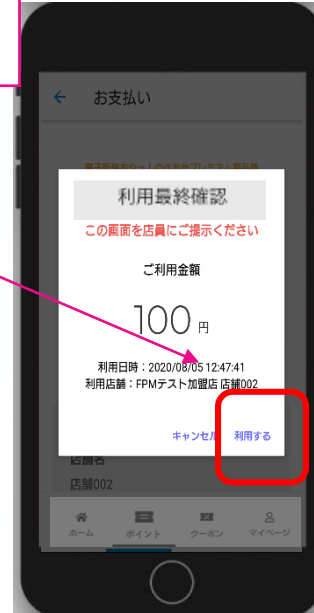 お支払い
利用最終確認
この画面を店員にご提示ください
ご利用金額
100 円
利用日時：2020/08/05 12:47:41
利用店舗：FPMテスト加盟店 店舗002
キャンセル 利用する
店舗名
店舗002
ホーム ポイント クーポン マイページ